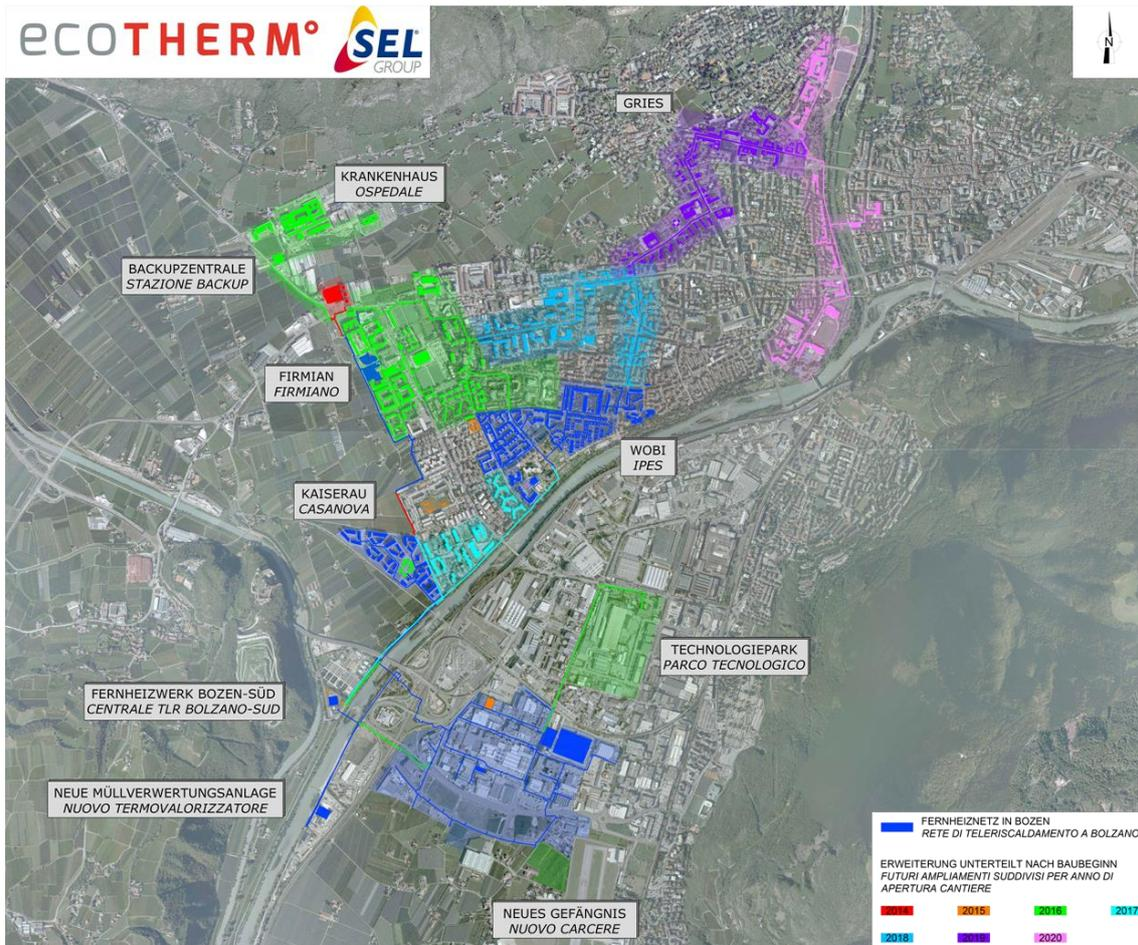 ecoTHERM°
SEL
GROUP
N
GRIES
KRANKENHAUS
OSPEDALE
BACKUPZENTRALE
STAZIONE BACKUP
FIRMIAN
FIRMIANO
WOBI
IPES
KAISERAU
CASANOVA
TECHNOLOGIEPARK
PARCO TECNOLOGICO
FERNHEIZWERK BOZEN-SÜD
CENTRALE TLR BOLZANO-SUD
NEUE MÜLLVERWERTUNGSANLAGE
NUOVO TERMOVALORIZZATORE
NEUES GEFÄNGNIS
NUOVO CARCERE
FERNHEIZNETZ IN BOZEN
RETE DI TELERISCALDAMENTO A BOLZANO
ERWEITERUNG UNTERTEILT NACH BAUBEGINN
FUTURI AMPLIAMENTI SUDDIVISI PER ANNO DI
APERTURA CANTIERE
2014 2015 2016 2017
2018 2019 2020